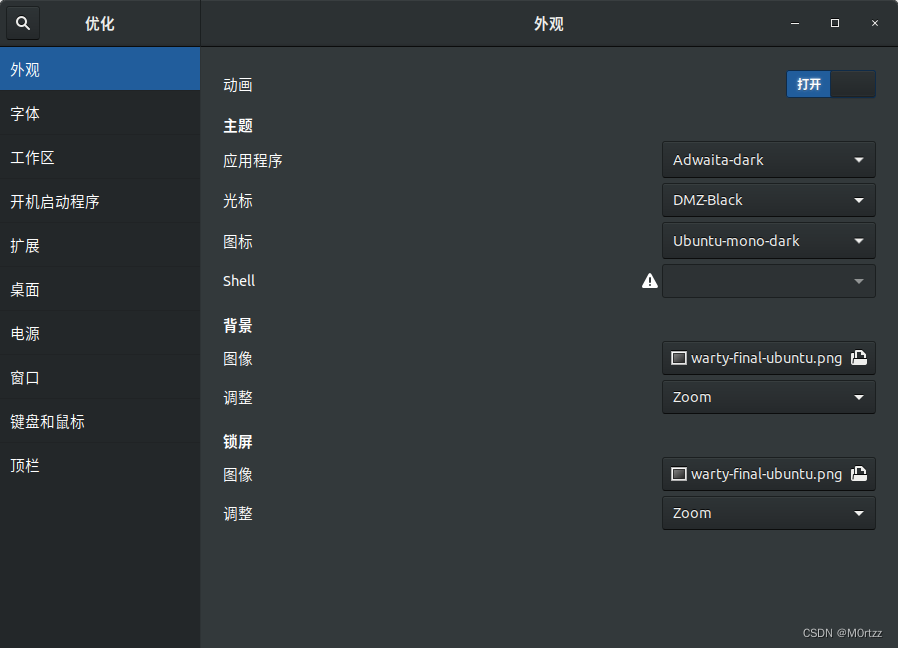 优化
外观
外观
字体
工作区
开机启动程序
扩展
桌面
电源
窗口
键盘和鼠标
顶栏
动画 打开
主题
应用程序 Adwaita-dark
光标 DMZ-Black
图标 Ubuntu-mono-dark
Shell
背景
图像 warty-final-ubuntu.png
调整 Zoom
锁屏
图像 warty-final-ubuntu.png
调整 Zoom
CSDN @M0rtzz